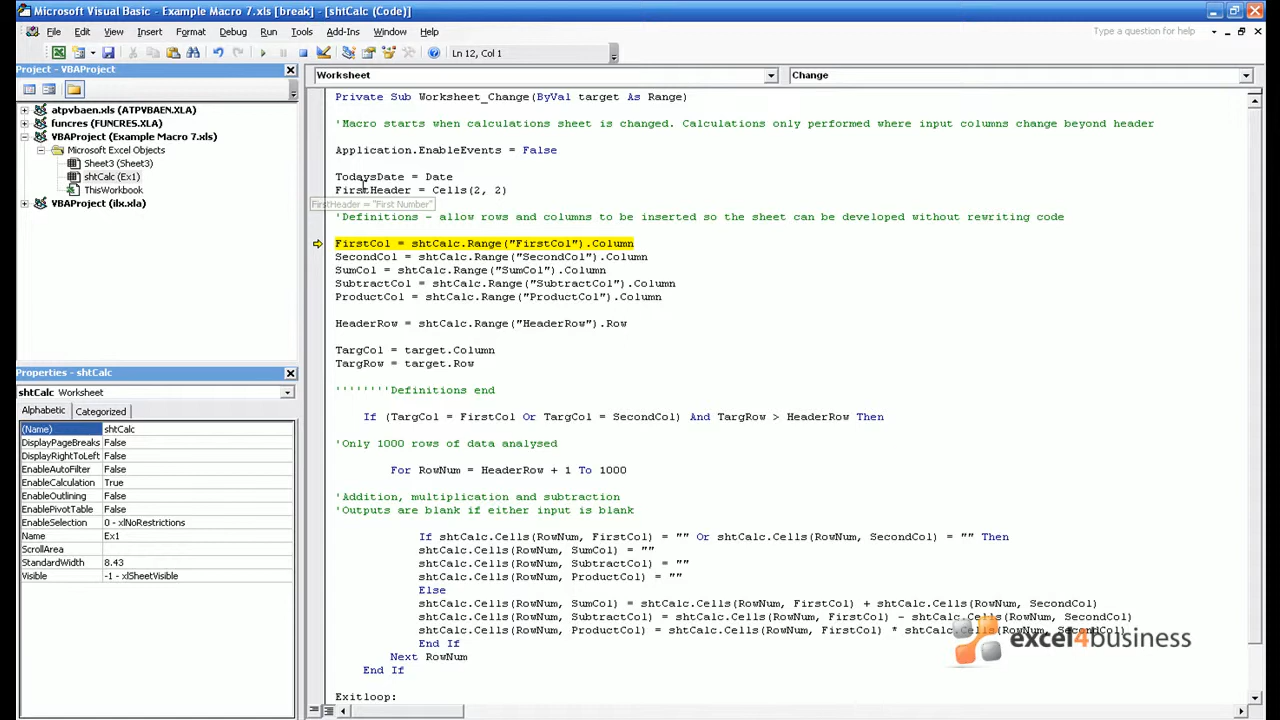 Microsoft Visual Basic - Example Macro 7.xls [break] - [shtCalc (Code)]
File Edit View Insert Format Debug Run Tools Add-Ins Window Help
Type a question for help
Ln 12, Col 1
Project - VBAProject
Worksheet
Change
atpvbaen.xls (ATPVBAEN.XLA)
funcres (FUNCRES.XLA)
VBAProject (Example Macro 7.xls)
Microsoft Excel Objects
Sheet3 (Sheet3)
shtCalc (Ex1)
ThisWorkbook
VBAProject (ilx.xla)
Properties - shtCalc
shtCalc Worksheet
Alphabetic Categorized
(Name) shtCalc
DisplayPageBreaks False
DisplayRightToLeft False
EnableAutoFilter False
EnableCalculation True
EnableOutlining False
EnablePivotTable False
EnableSelection 0 - xlNoRestrictions
Name Ex1
ScrollArea
StandardWidth 8.43
Visible -1 - xlSheetVisible
Private Sub Worksheet_Change(ByVal target As Range)
'Macro starts when calculations sheet is changed. Calculations only performed where input columns change beyond header
Application.EnableEvents = False
TodaysDate = Date
FirstHeader = Cells(2, 2)
FirstHeader = "First Number"
'Definitions - allow rows and columns to be inserted so the sheet can be developed without rewriting code
FirstCol = shtCalc.Range("FirstCol").Column
SecondCol = shtCalc.Range("SecondCol").Column
SumCol = shtCalc.Range("SumCol").Column
SubtractCol = shtCalc.Range("SubtractCol").Column
ProductCol = shtCalc.Range("ProductCol").Column
HeaderRow = shtCalc.Range("HeaderRow").Row
TargCol = target.Column
TargRow = target.Row
''''''''Definitions end
If (TargCol = FirstCol Or TargCol = SecondCol) And TargRow > HeaderRow Then
'Only 1000 rows of data analysed
For RowNum = HeaderRow + 1 To 1000
'Addition, multiplication and subtraction
'Outputs are blank if either input is blank
If shtCalc.Cells(RowNum, FirstCol) = "" Or shtCalc.Cells(RowNum, SecondCol) = "" Then
shtCalc.Cells(RowNum, SumCol) = ""
shtCalc.Cells(RowNum, SubtractCol) = ""
shtCalc.Cells(RowNum, ProductCol) = ""
Else
shtCalc.Cells(RowNum, SumCol) = shtCalc.Cells(RowNum, FirstCol) + shtCalc.Cells(RowNum, SecondCol)
shtCalc.Cells(RowNum, SubtractCol) = shtCalc.Cells(RowNum, FirstCol) - shtCalc.Cells(RowNum, SecondCol)
shtCalc.Cells(RowNum, ProductCol) = shtCalc.Cells(RowNum, FirstCol) * shtCalc.Cells(RowNum, SecondCol)
End If
Next RowNum
End If
Exitloop:
excel4business